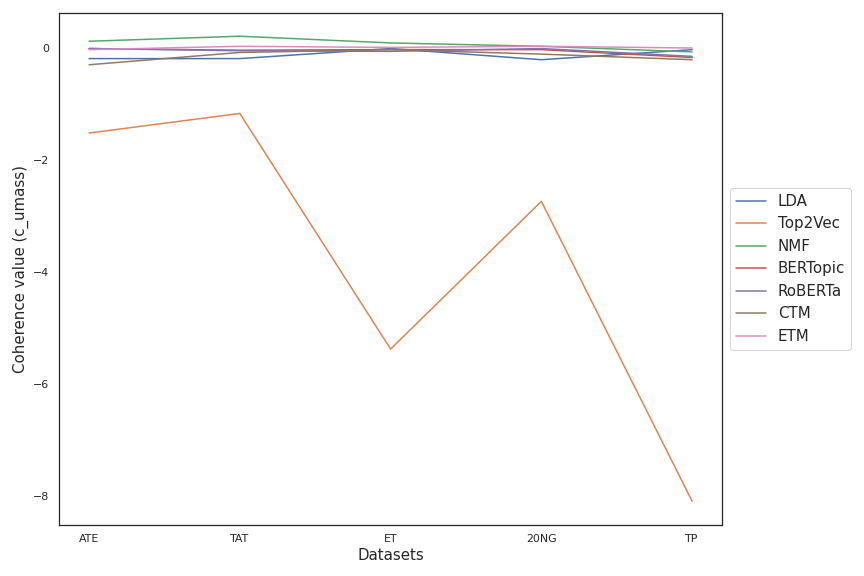 0
−2
−4
−6
−8
Coherence value (c_umass)
ATE
TAT
ET
20NG
TP
Datasets
LDA
Top2Vec
NMF
BERTopic
RoBERTa
CTM
ETM